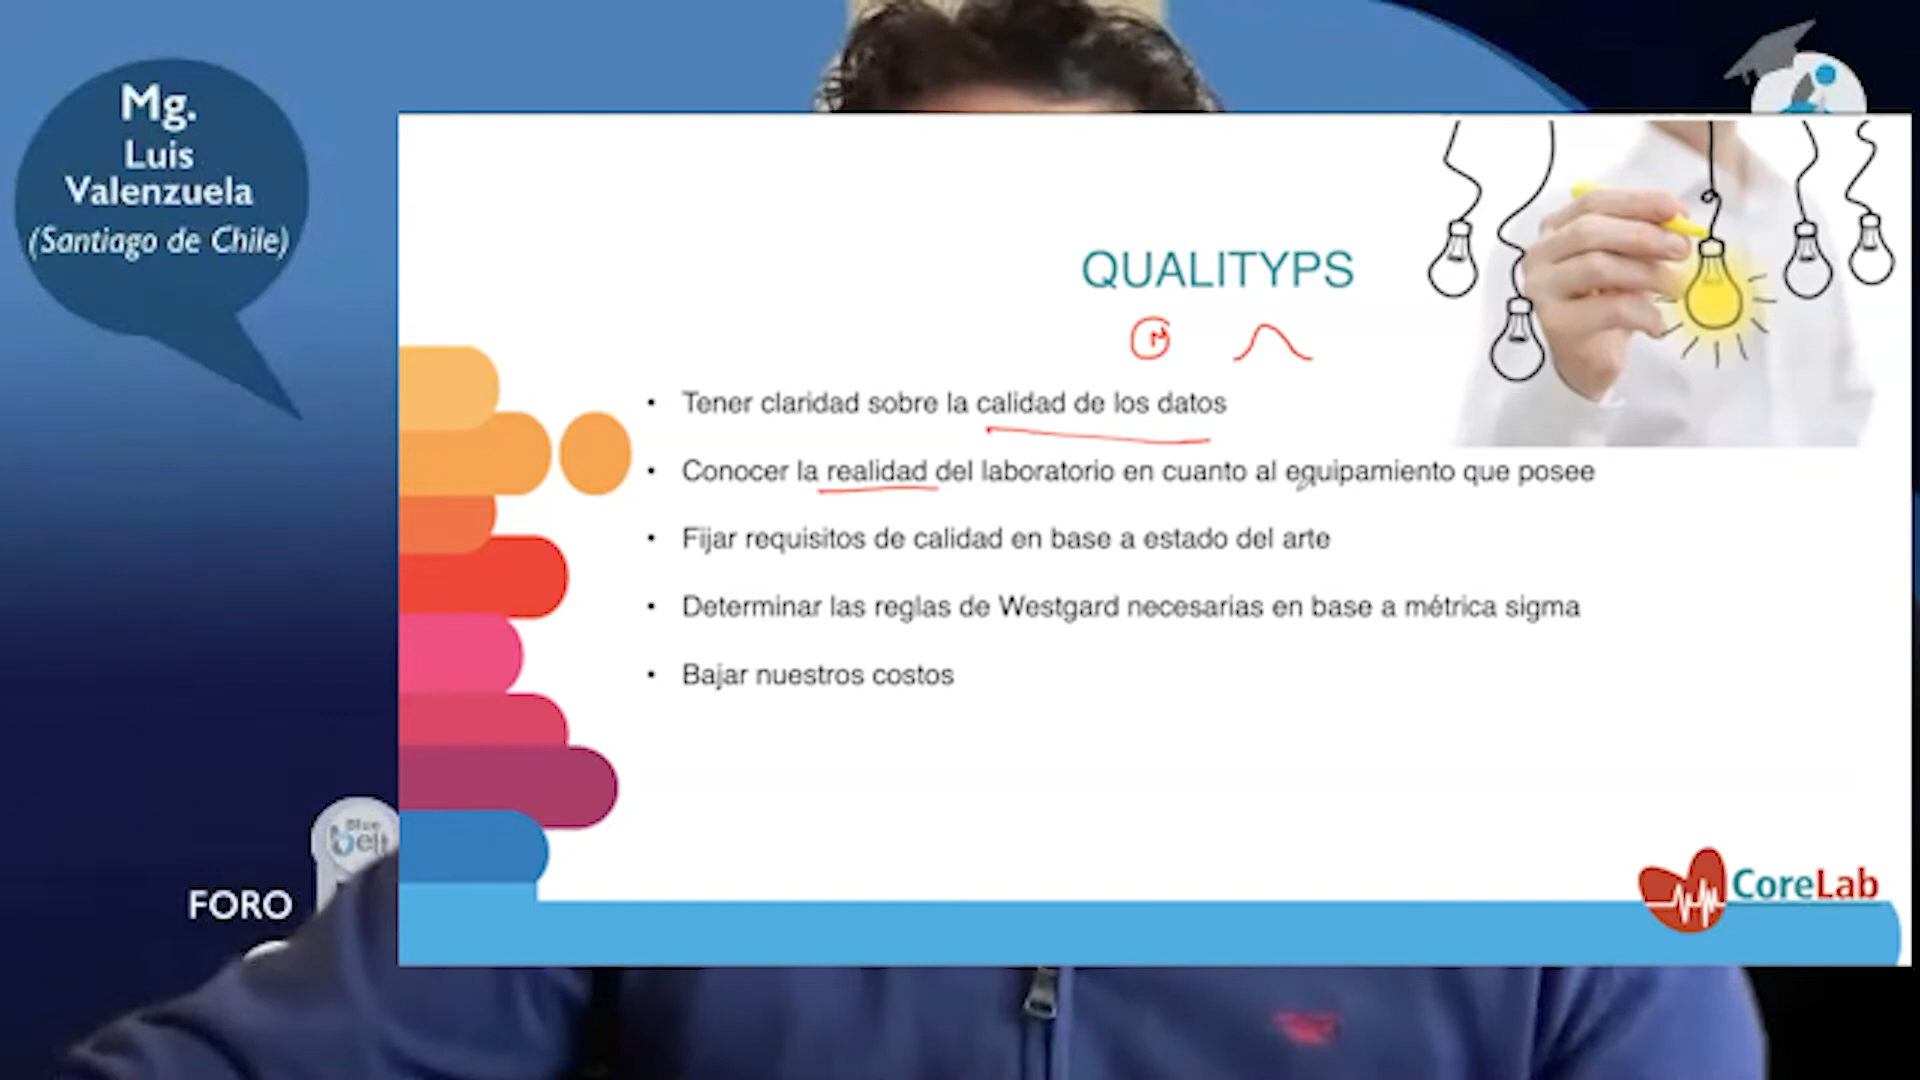 Mg.
Luis
Valenzuela
(Santiago de Chile)
QUALITYPS
• Tener claridad sobre la calidad de los datos
• Conocer la realidad del laboratorio en cuanto al equipamiento que posee
• Fijar requisitos de calidad en base a estado del arte
• Determinar las reglas de Westgard necesarias en base a métrica sigma
• Bajar nuestros costos
Blue
belt
FORO
CoreLab